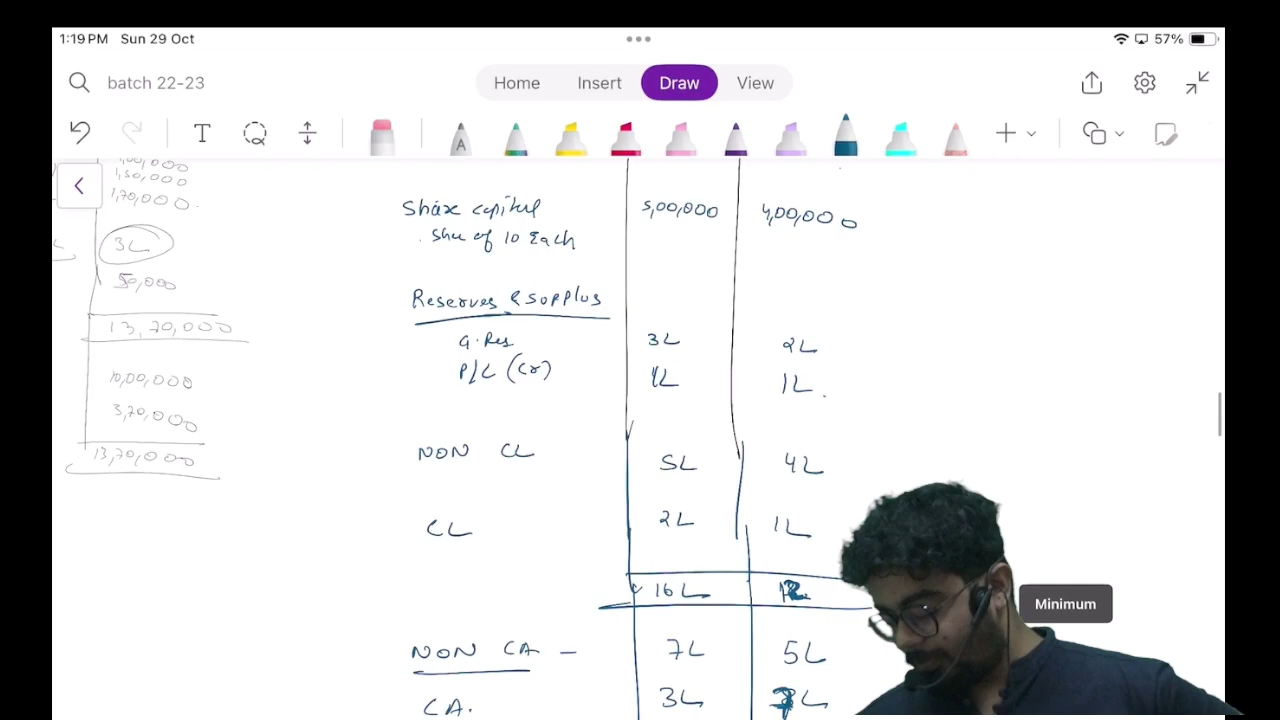 1:19 PM Sun 29 Oct
57%
batch 22-23
Home Insert Draw View
T
A
1,50,000
1,70,000
3L
50,000
13,70,000
10,00,000
3,70,000
13,70,000
Share capital 5,00,000 4,00,000
. Share of 10 Each
Reserves & Surplus
G.Res 3L 2L
P/L (Cr) 1L 1L.
NON CL 5L 4L
CL 2L 1L
16L 12L
Minimum
NON CA - 7L 5L
CA. 3L